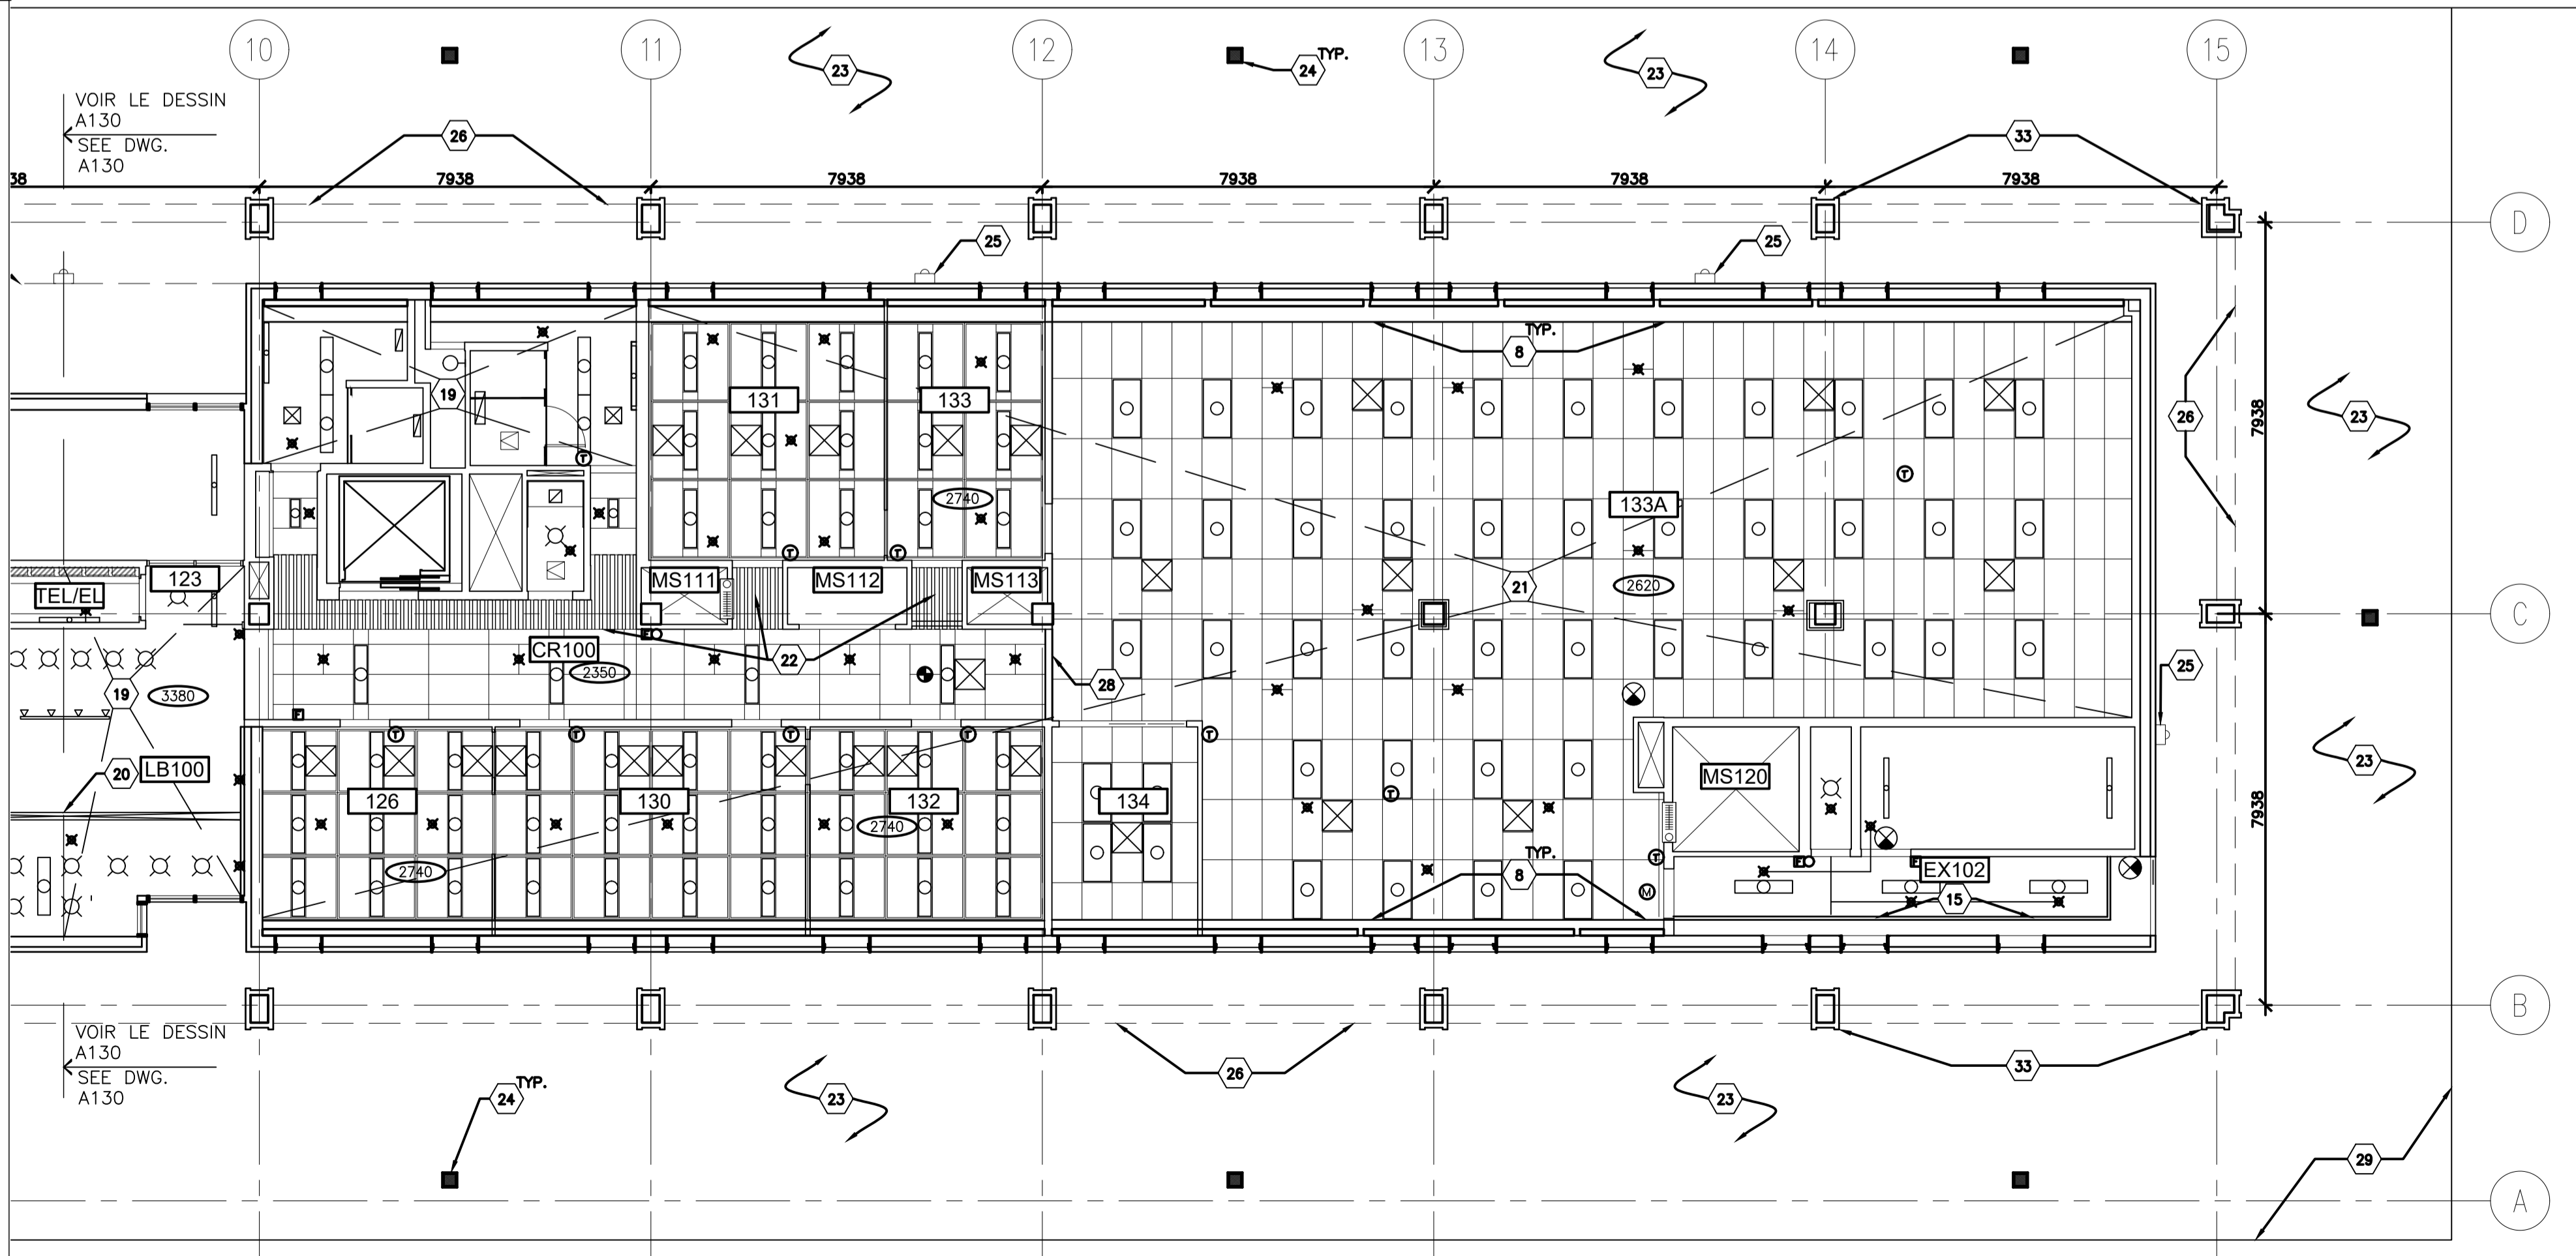 10
11
12
13
14
15
23
24
TYP.
23
VOIR LE DESSIN
A130
SEE DWG.
A130
26
33
38
7938
7938
7938
7938
7938
D
25
25
TYP.
8
19
131
133
26
23
7938
2740
133A
T
T
T
T
123
TEL/EL
MS111
MS112
MS113
21
2620
C
F
CR100
2350
22
28
25
19
3380
F
T
T
T
T
T
20
LB100
126
130
132
134
MS120
23
7938
T
2740
2740
TYP.
8
T
M
F
F
EX102
15
B
VOIR LE DESSIN
A130
SEE DWG.
A130
26
33
TYP.
24
23
23
29
A